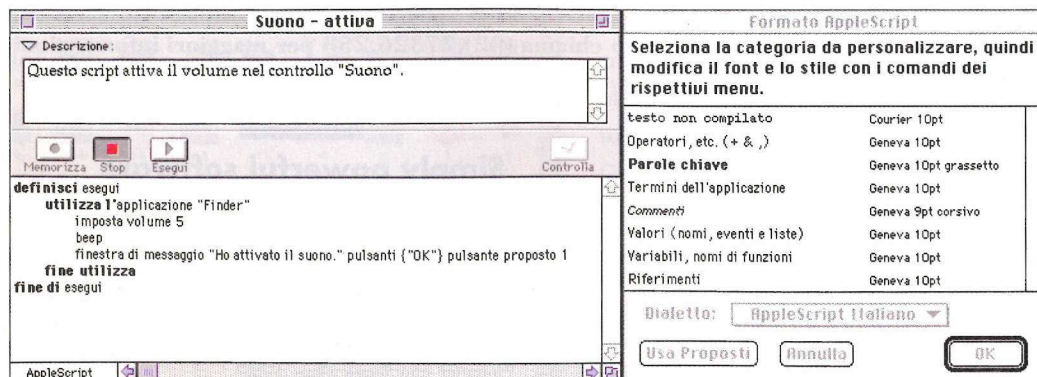 Suono - attiva
Descrizione:
Questo script attiva il volume nel controllo "Suono".
Memorizza Stop Esegui Controlla
definisci esegui
utilizza l'applicazione "Finder"
imposta volume 5
beep
finestra di messaggio "Ho attivato il suono." pulsanti {"OK"} pulsante proposto 1
fine utilizza
fine di esegui
AppleScript
Formato AppleScript
Seleziona la categoria da personalizzare, quindi
modifica il font e lo stile con i comandi dei
rispettivi menu.
testo non compilato Courier 10pt
Operatori, etc. (+ & ,) Geneva 10pt
Parole chiave Geneva 10pt grassetto
Termini dell'applicazione Geneva 10pt
Commenti Geneva 9pt corsivo
Valori (nomi, eventi e liste) Geneva 10pt
Variabili, nomi di funzioni Geneva 10pt
Riferimenti Geneva 10pt
Dialetto: AppleScript Italiano
Usa Proposti Annulla OK